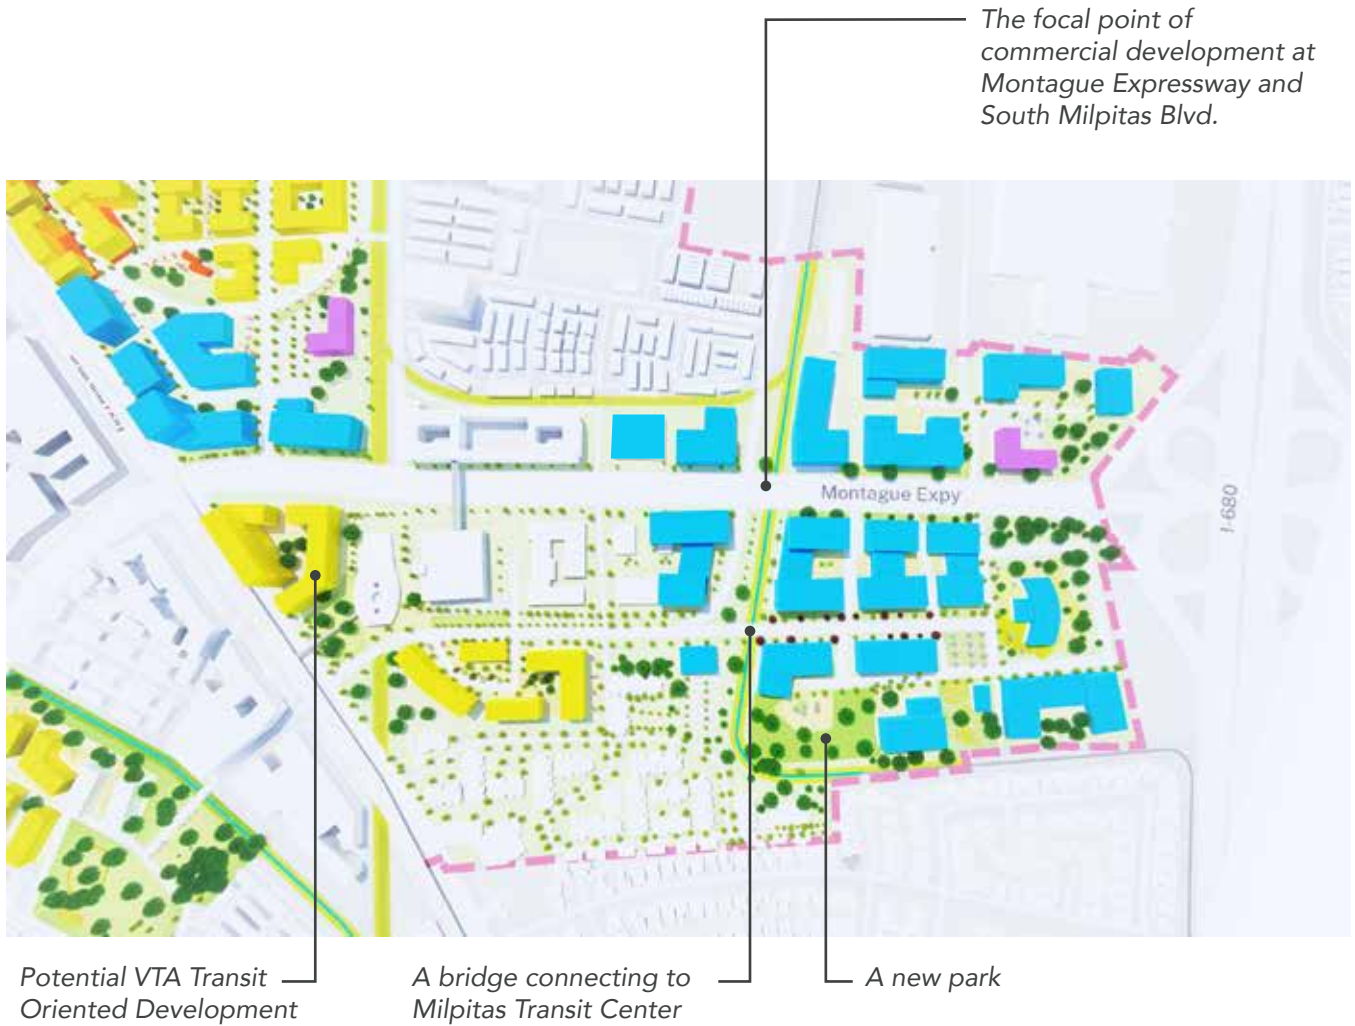 The focal point of
commercial development at
Montague Expressway and
South Milpitas Blvd.
Montague Expy
I-680
Potential VTA Transit
Oriented Development
A bridge connecting to
Milpitas Transit Center
A new park